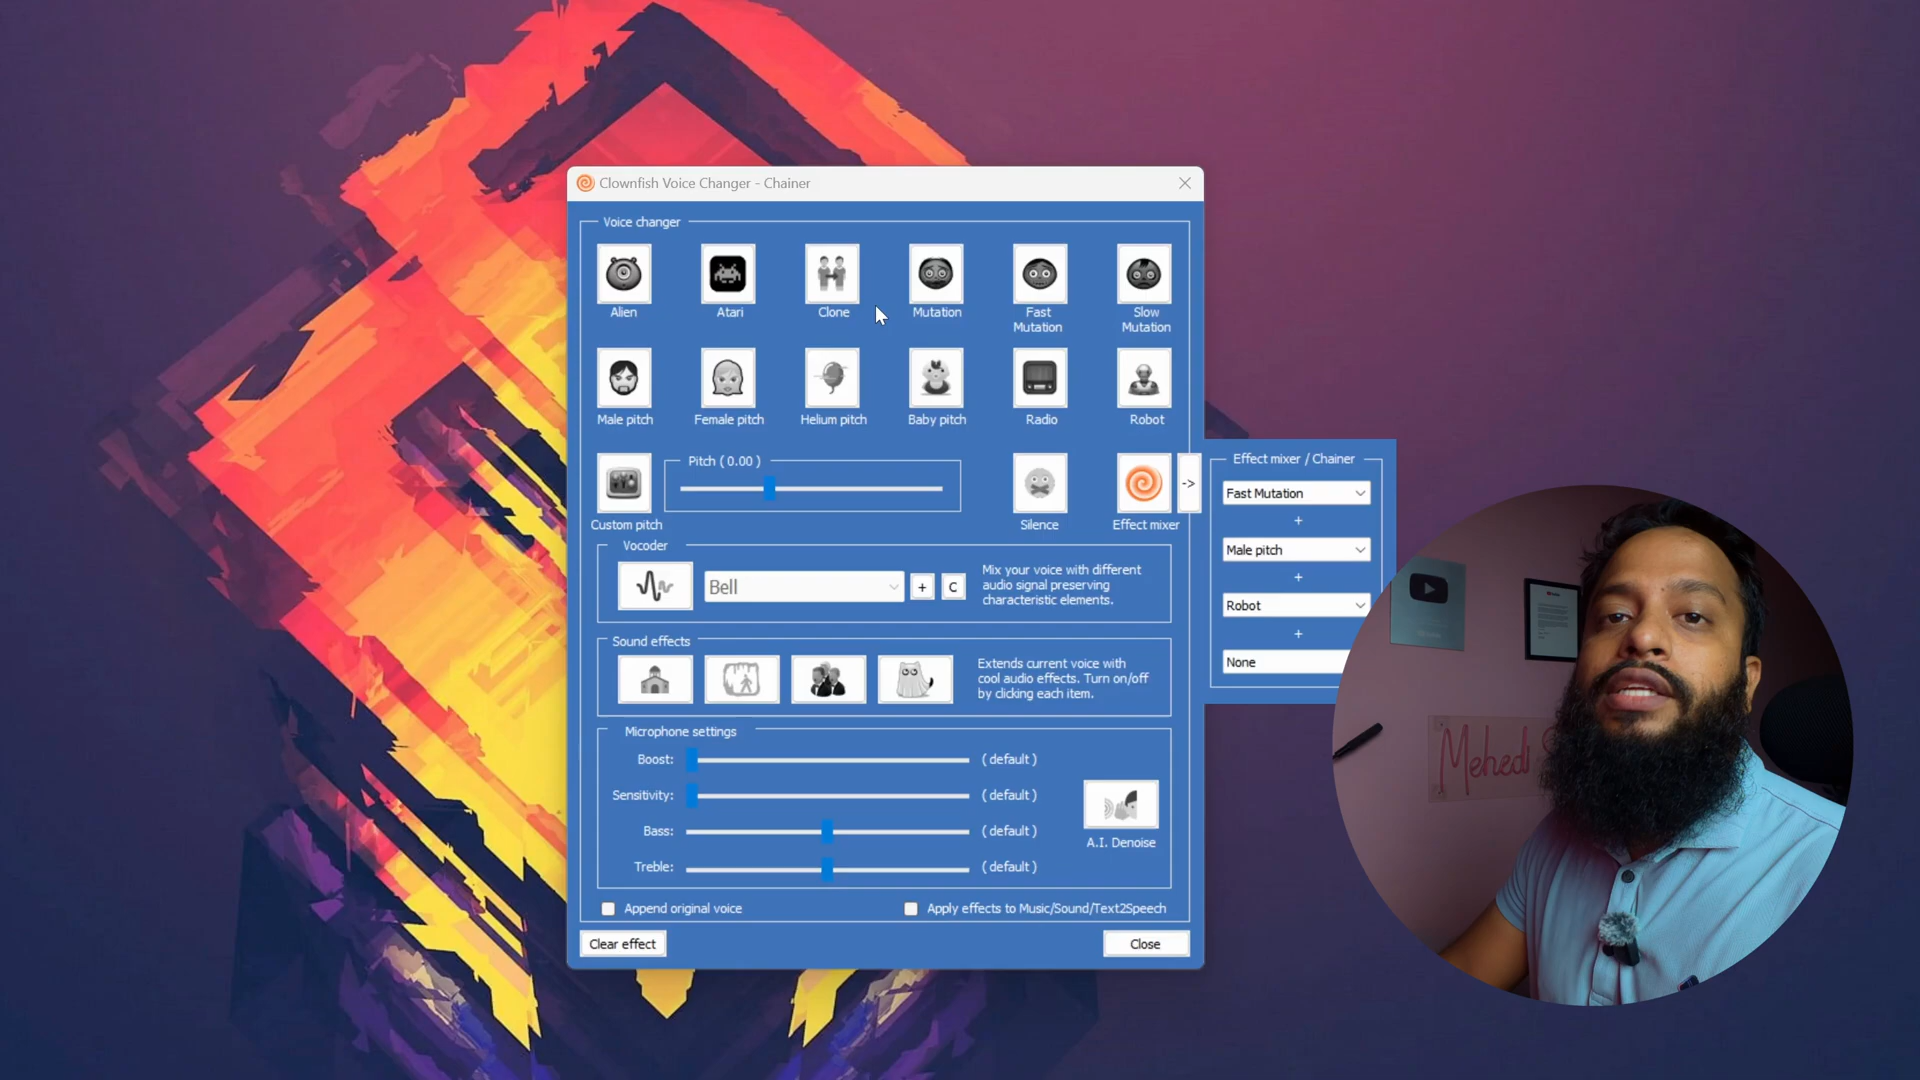 Clownfish Voice Changer - Chainer
Voice changer
Alien
Atari
Clone
Mutation
Fast
Mutation
Slow
Mutation
Male pitch
Female pitch
Helium pitch
Baby pitch
Radio
Robot
Custom pitch
Pitch ( 0.00 )
Silence
Effect mixer
->
Effect mixer / Chainer
Fast Mutation
+
Male pitch
+
Robot
+
None
Vocoder
Bell
+
C
Mix your voice with different
audio signal preserving
characteristic elements.
Sound effects
Extends current voice with
cool audio effects. Turn on/off
by clicking each item.
Microphone settings
Boost:
( default )
Sensitivity:
( default )
Bass:
( default )
Treble:
( default )
A.I. Denoise
Append original voice
Apply effects to Music/Sound/Text2Speech
Clear effect
Close
Mehedi